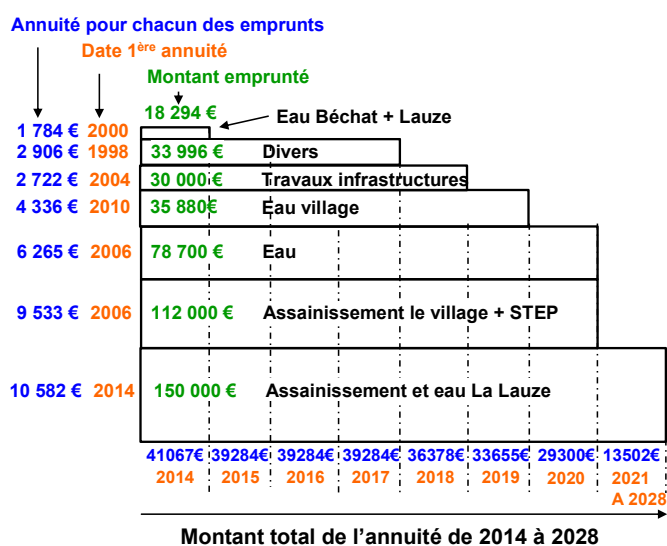 Annuité pour chacun des emprunts
Date 1ère annuité
Montant emprunté
18 294 €
Eau Béchat + Lauze
1 784 € 2000
2 906 € 1998 33 996 € Divers
2 722 € 2004 30 000 € Travaux infrastructures
4 336 € 2010 35 880€ Eau village
6 265 € 2006 78 700 € Eau
9 533 € 2006 112 000 € Assainissement le village + STEP
10 582 € 2014 150 000 € Assainissement et eau La Lauze
41067€ 39284€ 39284€ 39284€ 36378€ 33655€ 29300€ 13502€
2014 2015 2016 2017 2018 2019 2020 2021
A 2028
Montant total de l'annuité de 2014 à 2028